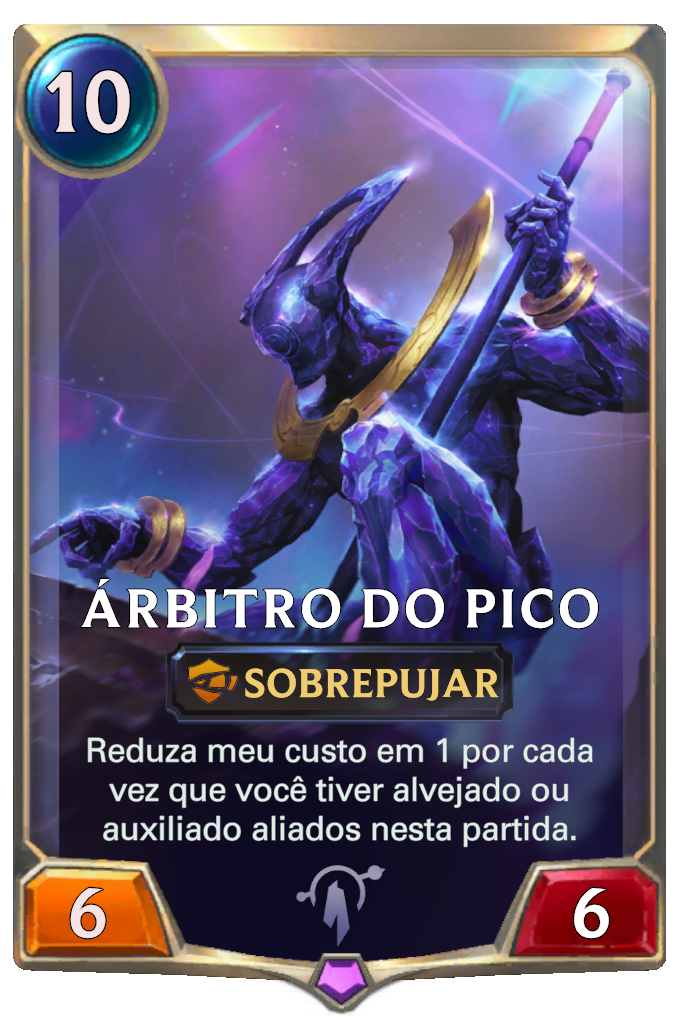 10
ÁRBITRO DO PICO
SOBREPUJAR
Reduza meu custo em 1 por cada
vez que você tiver alvejado ou
auxiliado aliados nesta partida.
6
6